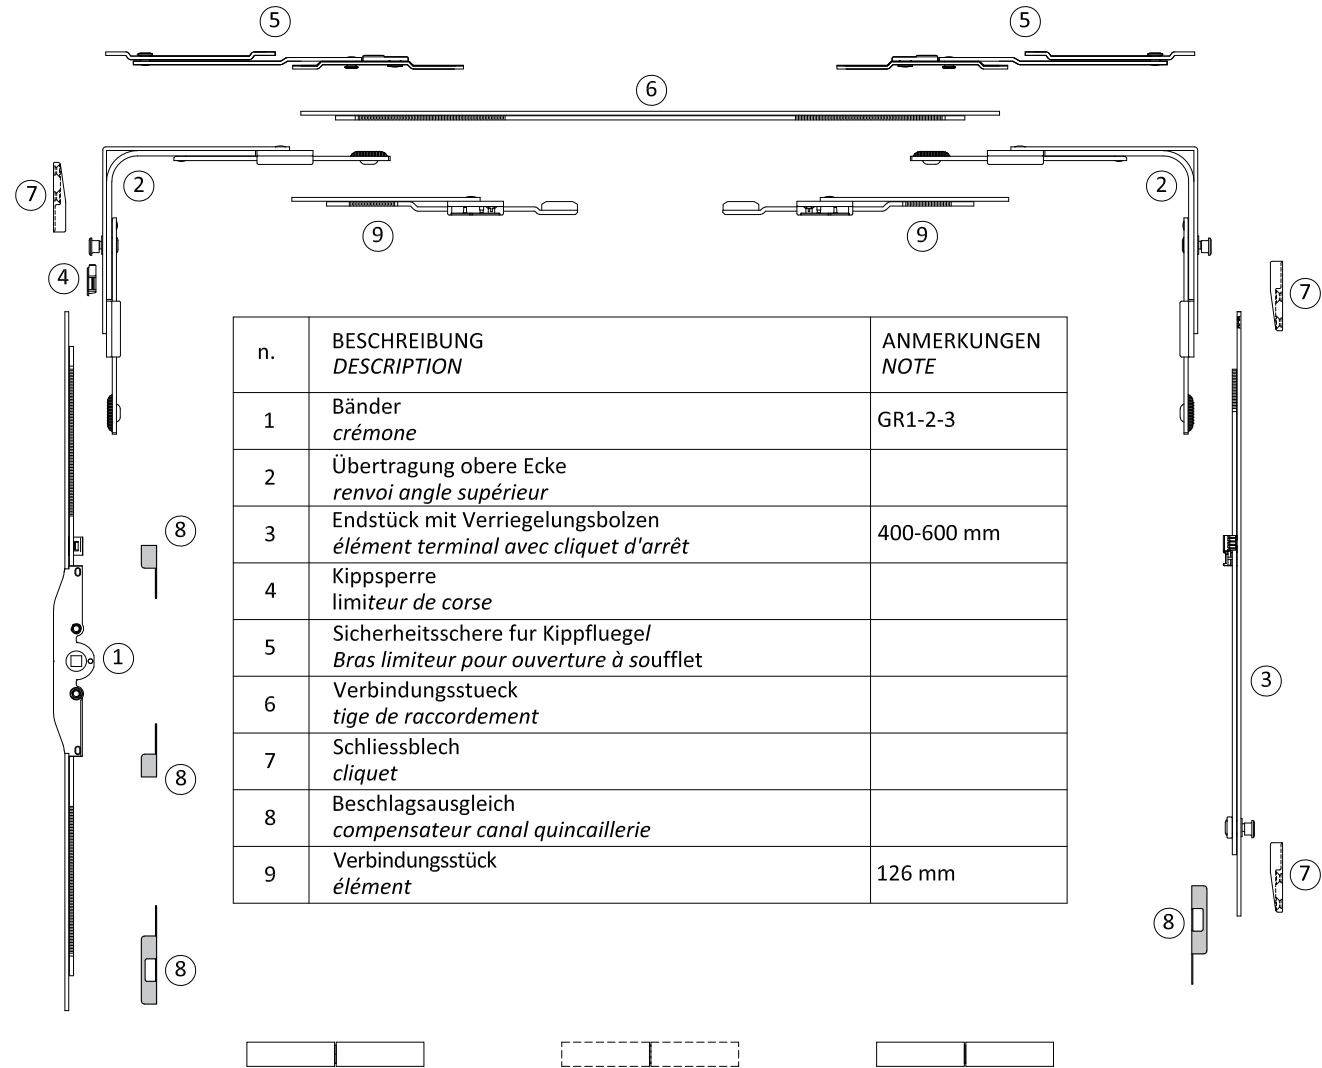 5
5
6
7
2
2
4
9
9
7
n.
BESCHREIBUNG
DESCRIPTION
ANMERKUNGEN
NOTE
1
Bänder
crémone
GR1-2-3
2
Übertragung obere Ecke
renvoi angle supérieur
3
Endstück mit Verriegelungsbolzen
élément terminal avec cliquet d'arrêt
400-600 mm
4
Kippsperre
limiteur de corse
5
Sicherheitsschere fur Kippfluegel
Bras limiteur pour ouverture à soufflet
6
Verbindungsstueck
tige de raccordement
7
Schliessblech
cliquet
8
Beschlagsausgleich
compensateur canal quincaillerie
9
Verbindungsstück
élément
126 mm
8
1
3
8
7
8
8